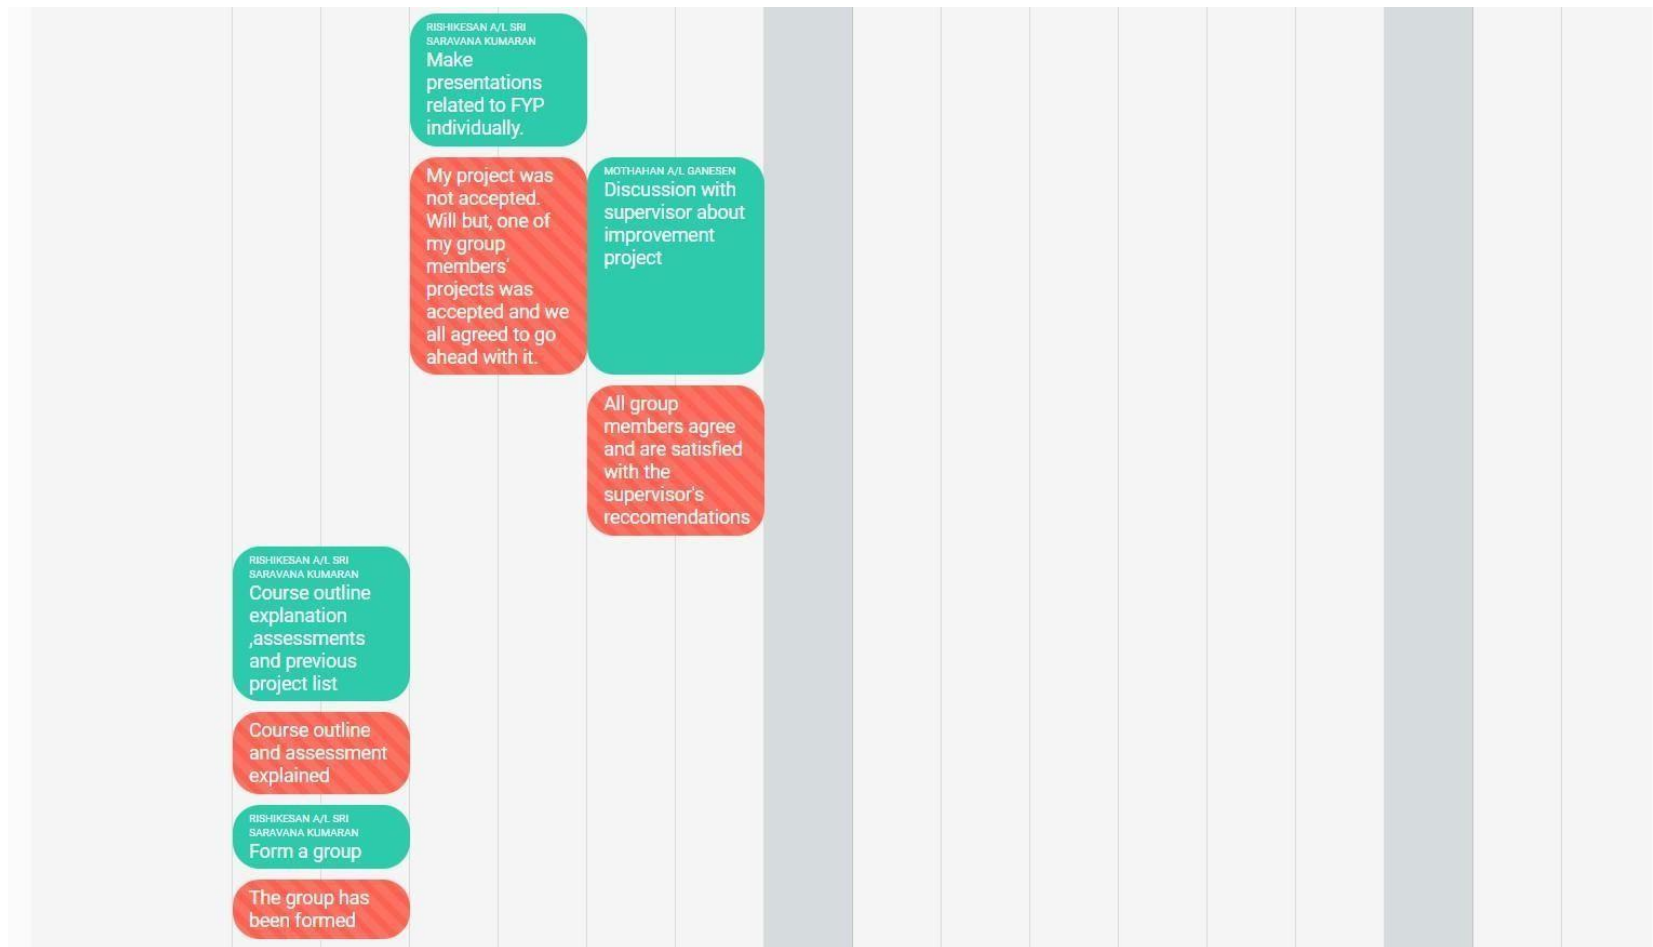 RISHIKESAN A/L SRI
SARAVANA KUMARAN
Make
presentations
related to FYP
individually.
My project was
not accepted.
Will but, one of
my group
members'
projects was
accepted and we
all agreed to go
ahead with it.
MOTHAHAN A/L GANESEN
Discussion with
supervisor about
improvement
project
All group
members agree
and are satisfied
with the
supervisor's
reccomendations
RISHIKESAN A/L SRI
SARAVANA KUMARAN
Course outline
explanation
,assessments
and previous
project list
Course outline
and assessment
explained
RISHIKESAN A/L SRI
SARAVANA KUMARAN
Form a group
The group has
been formed